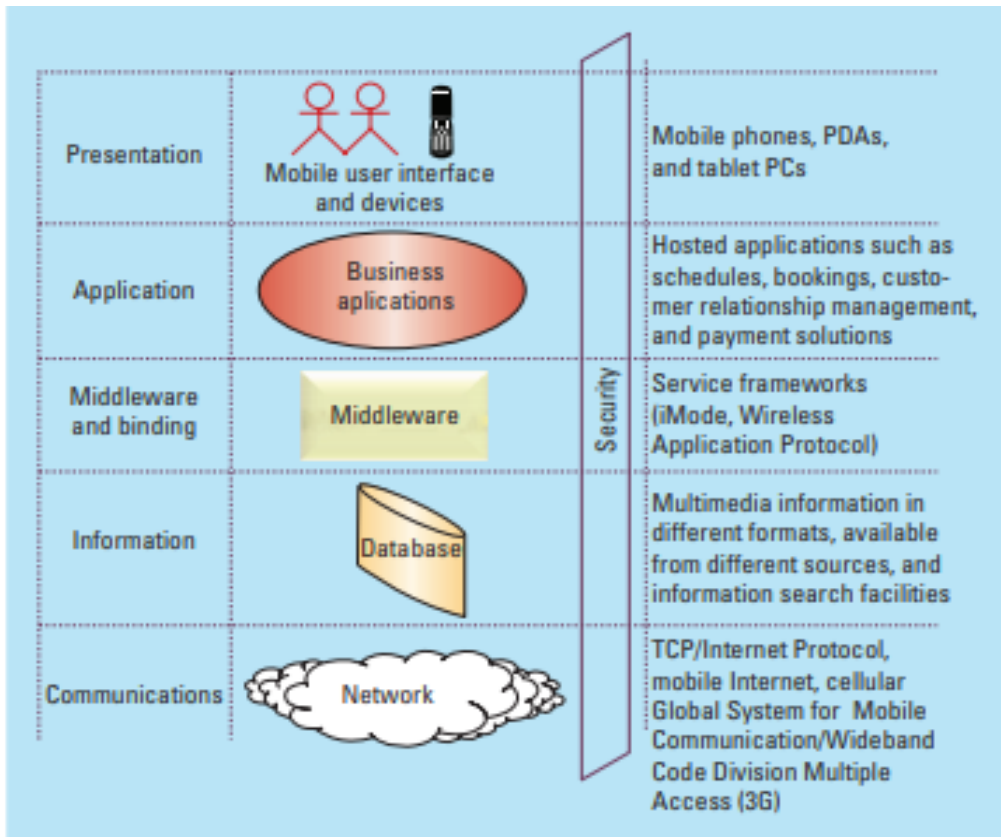 Presentation
Mobile user interface
and devices
Mobile phones, PDAs,
and tablet PCs
Application
Business
aplications
Hosted applications such as
schedules, bookings, custo-
mer relationship management,
and payment solutions
Middleware
and binding
Middleware
Security
Service frameworks
(iMode, Wireless
Application Protocol)
Information
Database
Multimedia information in
different formats, available
from different sources, and
information search facilities
Communications
Network
TCP/Internet Protocol,
mobile Internet, cellular
Global System for Mobile
Communication/Wideband
Code Division Multiple
Access (3G)